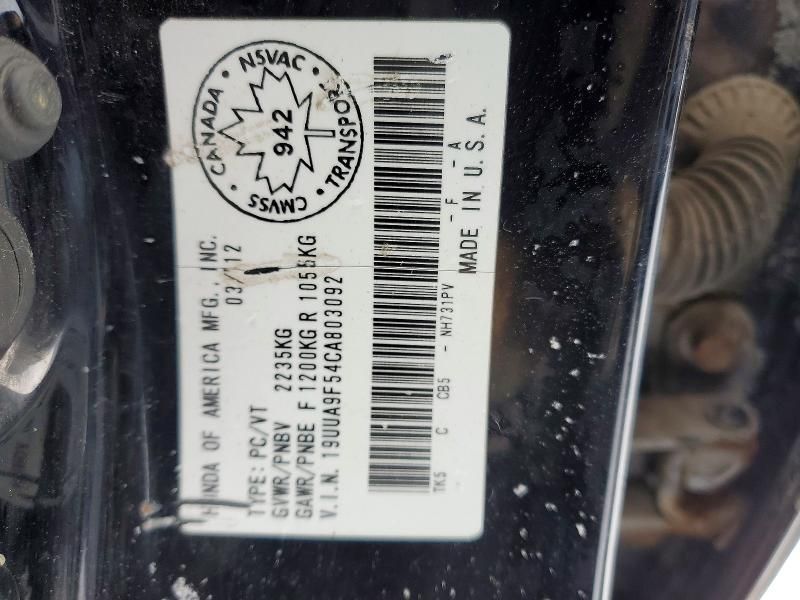 HONDA OF AMERICA MFG., INC.
03/12
TYPE: PC/VT
GVWR/PNBV 2235KG
GAWR/PNBE F 1200KG R 1055KG
V.I.N. 19UUA9F54CA803092
CANADA • NSVAC • TRANSPORT • CMVSS •
942
TK5 C CB5 - NH731PV - F - A
MADE IN U.S.A.